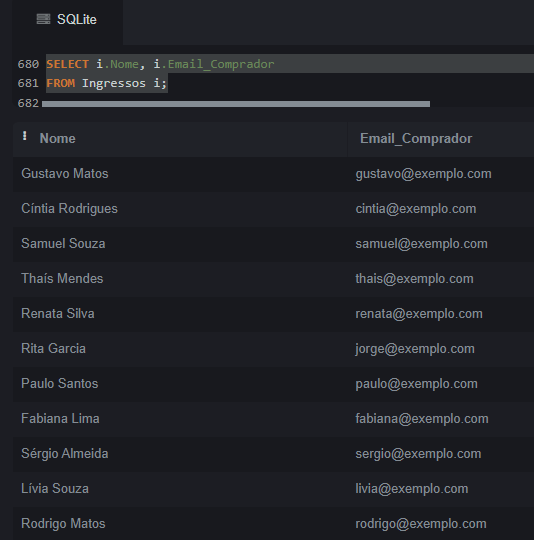 SQLite
680 SELECT i.Nome, i.Email_Comprador
681 FROM Ingressos i;
682
Nome Email_Comprador
Gustavo Matos gustavo@exemplo.com
Cíntia Rodrigues cintia@exemplo.com
Samuel Souza samuel@exemplo.com
Thaís Mendes thais@exemplo.com
Renata Silva renata@exemplo.com
Rita Garcia jorge@exemplo.com
Paulo Santos paulo@exemplo.com
Fabiana Lima fabiana@exemplo.com
Sérgio Almeida sergio@exemplo.com
Lívia Souza livia@exemplo.com
Rodrigo Matos rodrigo@exemplo.com